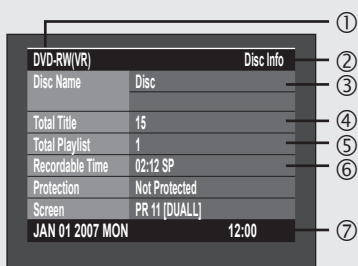 ①
DVD-RW(VR) Disc Info ②
Disc Name Disc ③
Total Title 15 ④
Total Playlist 1 ⑤
Recordable Time 02:12 SP ⑥
Protection Not Protected
Screen PR 11 [DUALL]
JAN 01 2007 MON 12:00 ⑦